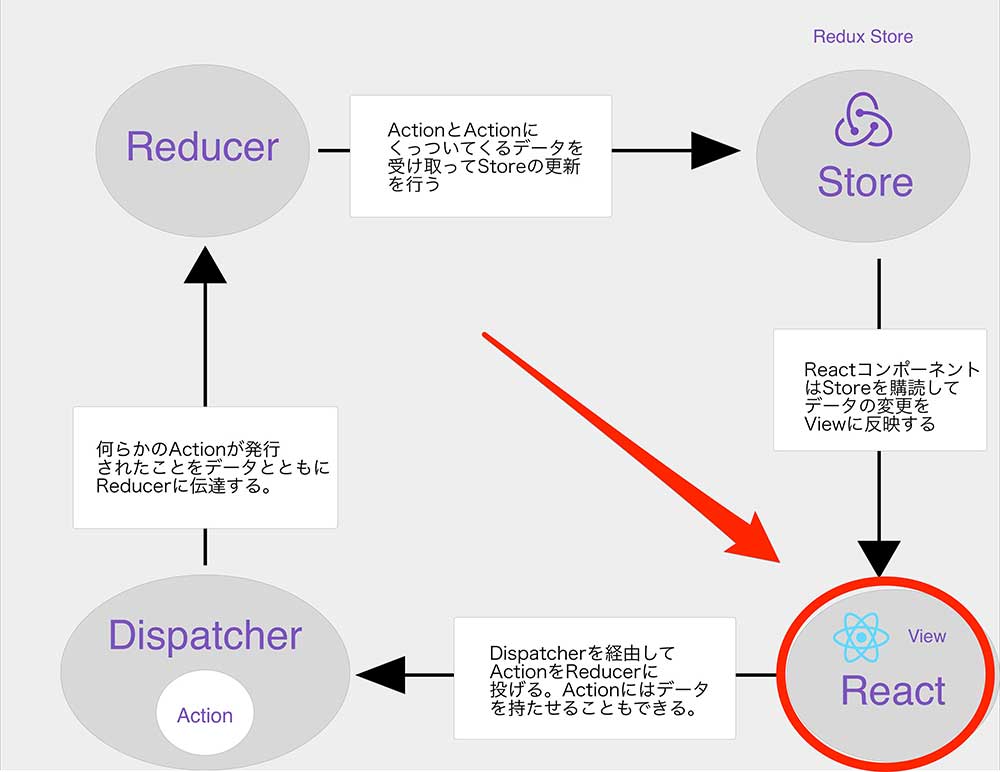 Redux Store
Reducer
ActionとActionに
くっついてくるデータを
受け取ってStoreの更新
を行う
Store
ReactコンポーネントはStoreを購読して
データの変更を
Viewに反映する
何らかのActionが発行
されたことをデータとともに
Reducerに伝達する。
Dispatcher
Action
Dispatcherを経由して
ActionをReducerに
投げる。Actionにはデータ
を持たせることもできる。
View
React